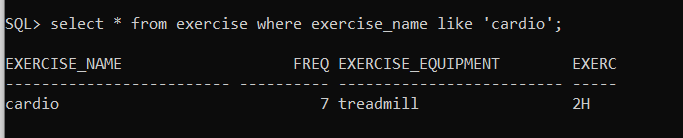 SQL> select * from exercise where exercise_name like 'cardio';
EXERCISE_NAME                   FREQ EXERCISE_EQUIPMENT        EXERC
------------------------- ---------- ------------------------- -----
cardio                             7 treadmill                 2H